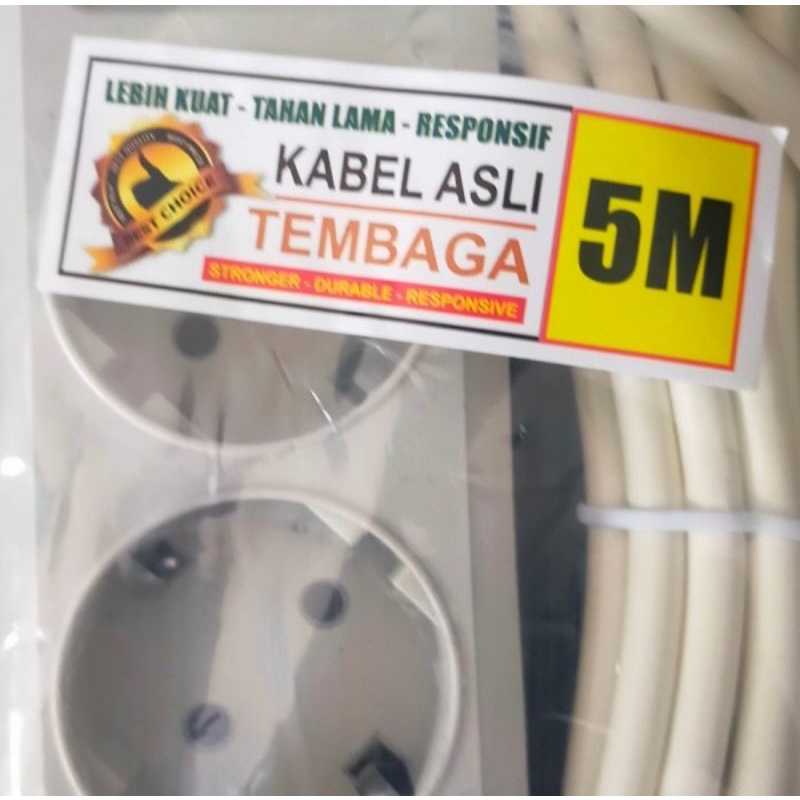 LEBIH KUAT - TAHAN LAMA - RESPONSIF
KABEL ASLI
TEMBAGA
STRONGER - DURABLE - RESPONSIVE
BEST CHOICE
5M